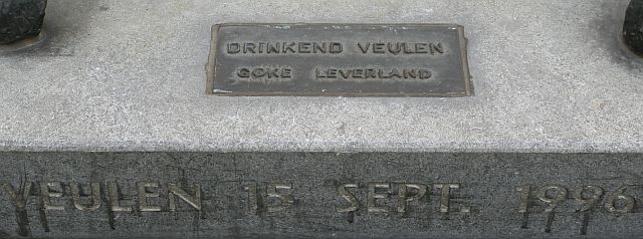 DRINKEND VEULEN
GOKE LEVERLAND
VEULEN 15 SEPT. 1996